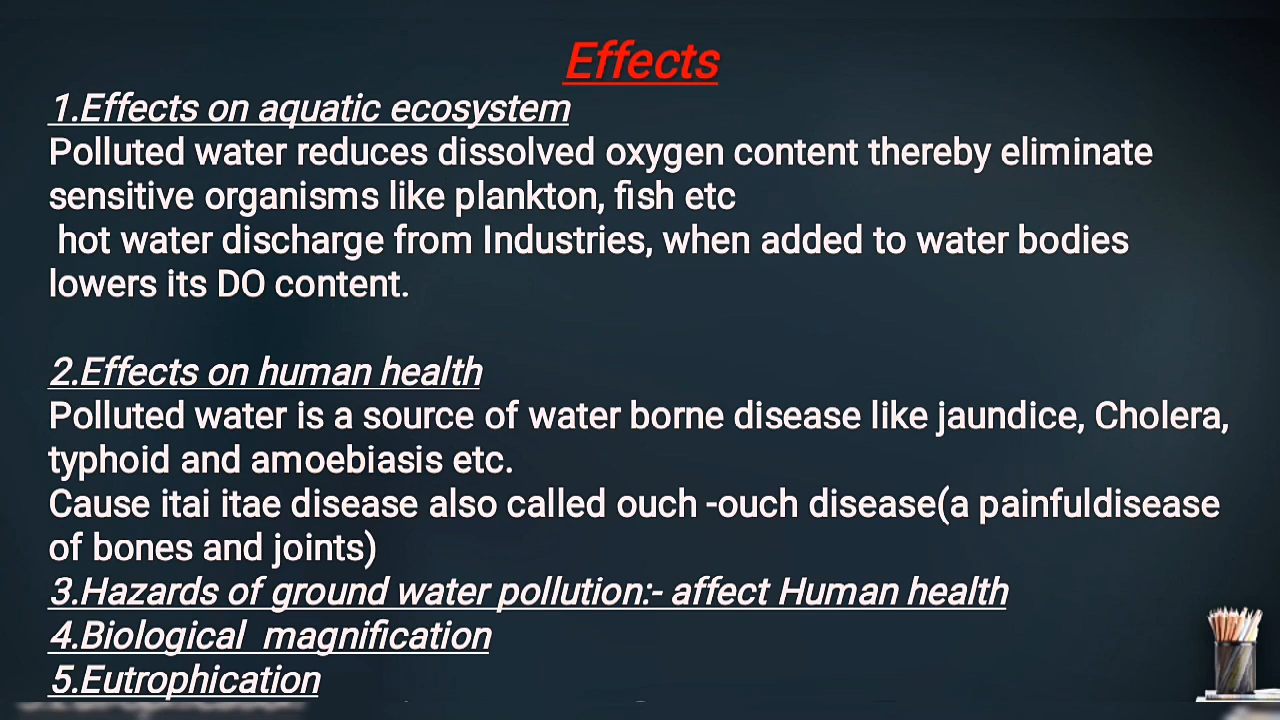 Effects
1.Effects on aquatic ecosystem
Polluted water reduces dissolved oxygen content thereby eliminate
sensitive organisms like plankton, fish etc
hot water discharge from Industries, when added to water bodies
lowers its DO content.
2.Effects on human health
Polluted water is a source of water borne disease like jaundice, Cholera,
typhoid and amoebiasis etc.
Cause itai itae disease also called ouch -ouch disease(a painfuldisease
of bones and joints)
3.Hazards of ground water pollution:- affect Human health
4.Biological magnification
5.Eutrophication